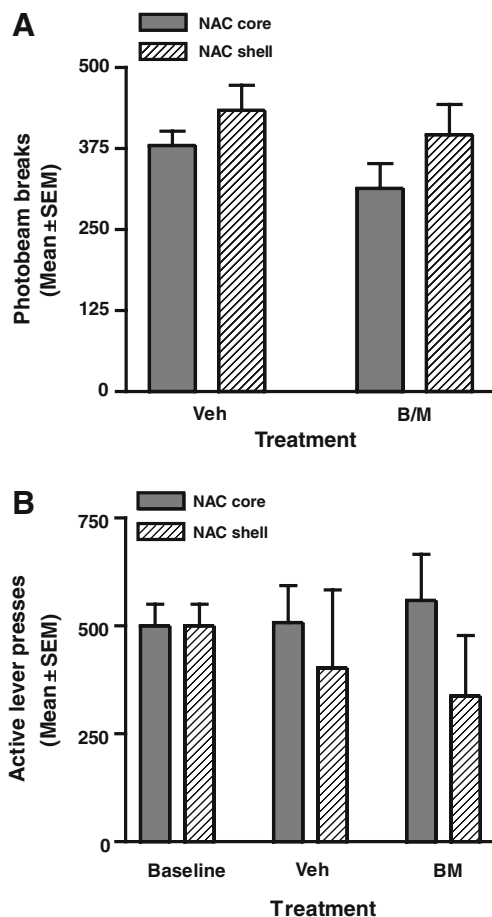 A
NAC core
NAC shell
500
375
250
125
0
Photobeam breaks
(Mean±SEM)
Veh
B/M
Treatment
B
NAC core
NAC shell
750
500
250
0
Active lever presses
(Mean±SEM)
Baseline
Veh
BM
Treatment